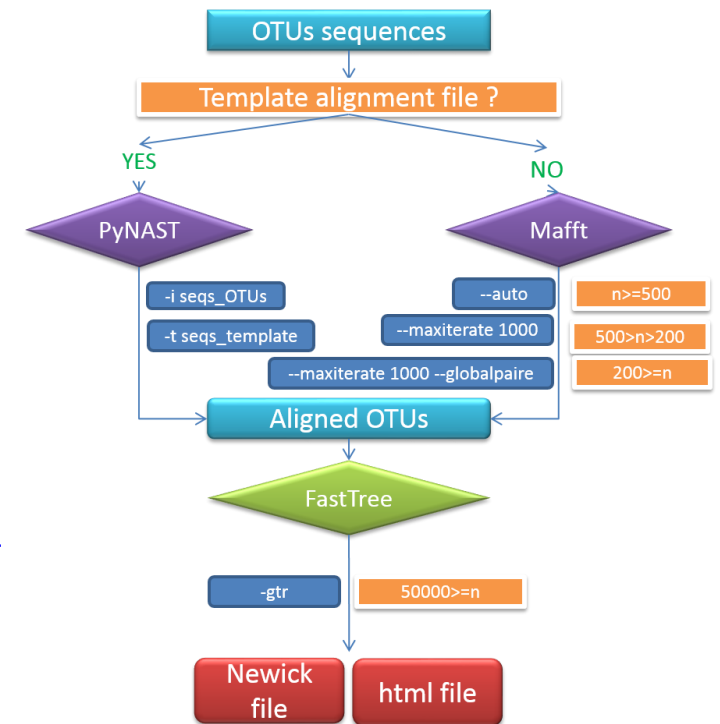 OTUs sequences
Template alignment file ?
YES
NO
PyNAST
Mafft
-i seqs_OTUs
--auto
n>=500
-t seqs_template
--maxiterate 1000
500>n>200
--maxiterate 1000 --globalpaire
200>=n
Aligned OTUs
FastTree
-gtr
50000>=n
Newick
file
html file